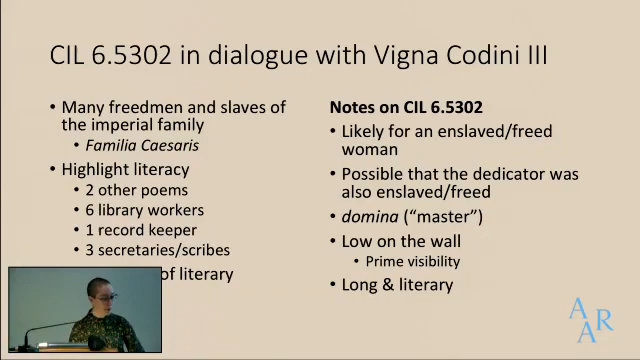 CIL 6.5302 in dialogue with Vigna Codini III
• Many freedmen and slaves of
the imperial family
• Familia Caesaris
• Highlight literacy
• 2 other poems
• 6 library workers
• 1 record keeper
• 3 secretaries/scribes
of literary
Notes on CIL 6.5302
• Likely for an enslaved/freed
woman
• Possible that the dedicator was
also enslaved/freed
• domina (“master”)
• Low on the wall
• Prime visibility
• Long & literary
A
A R